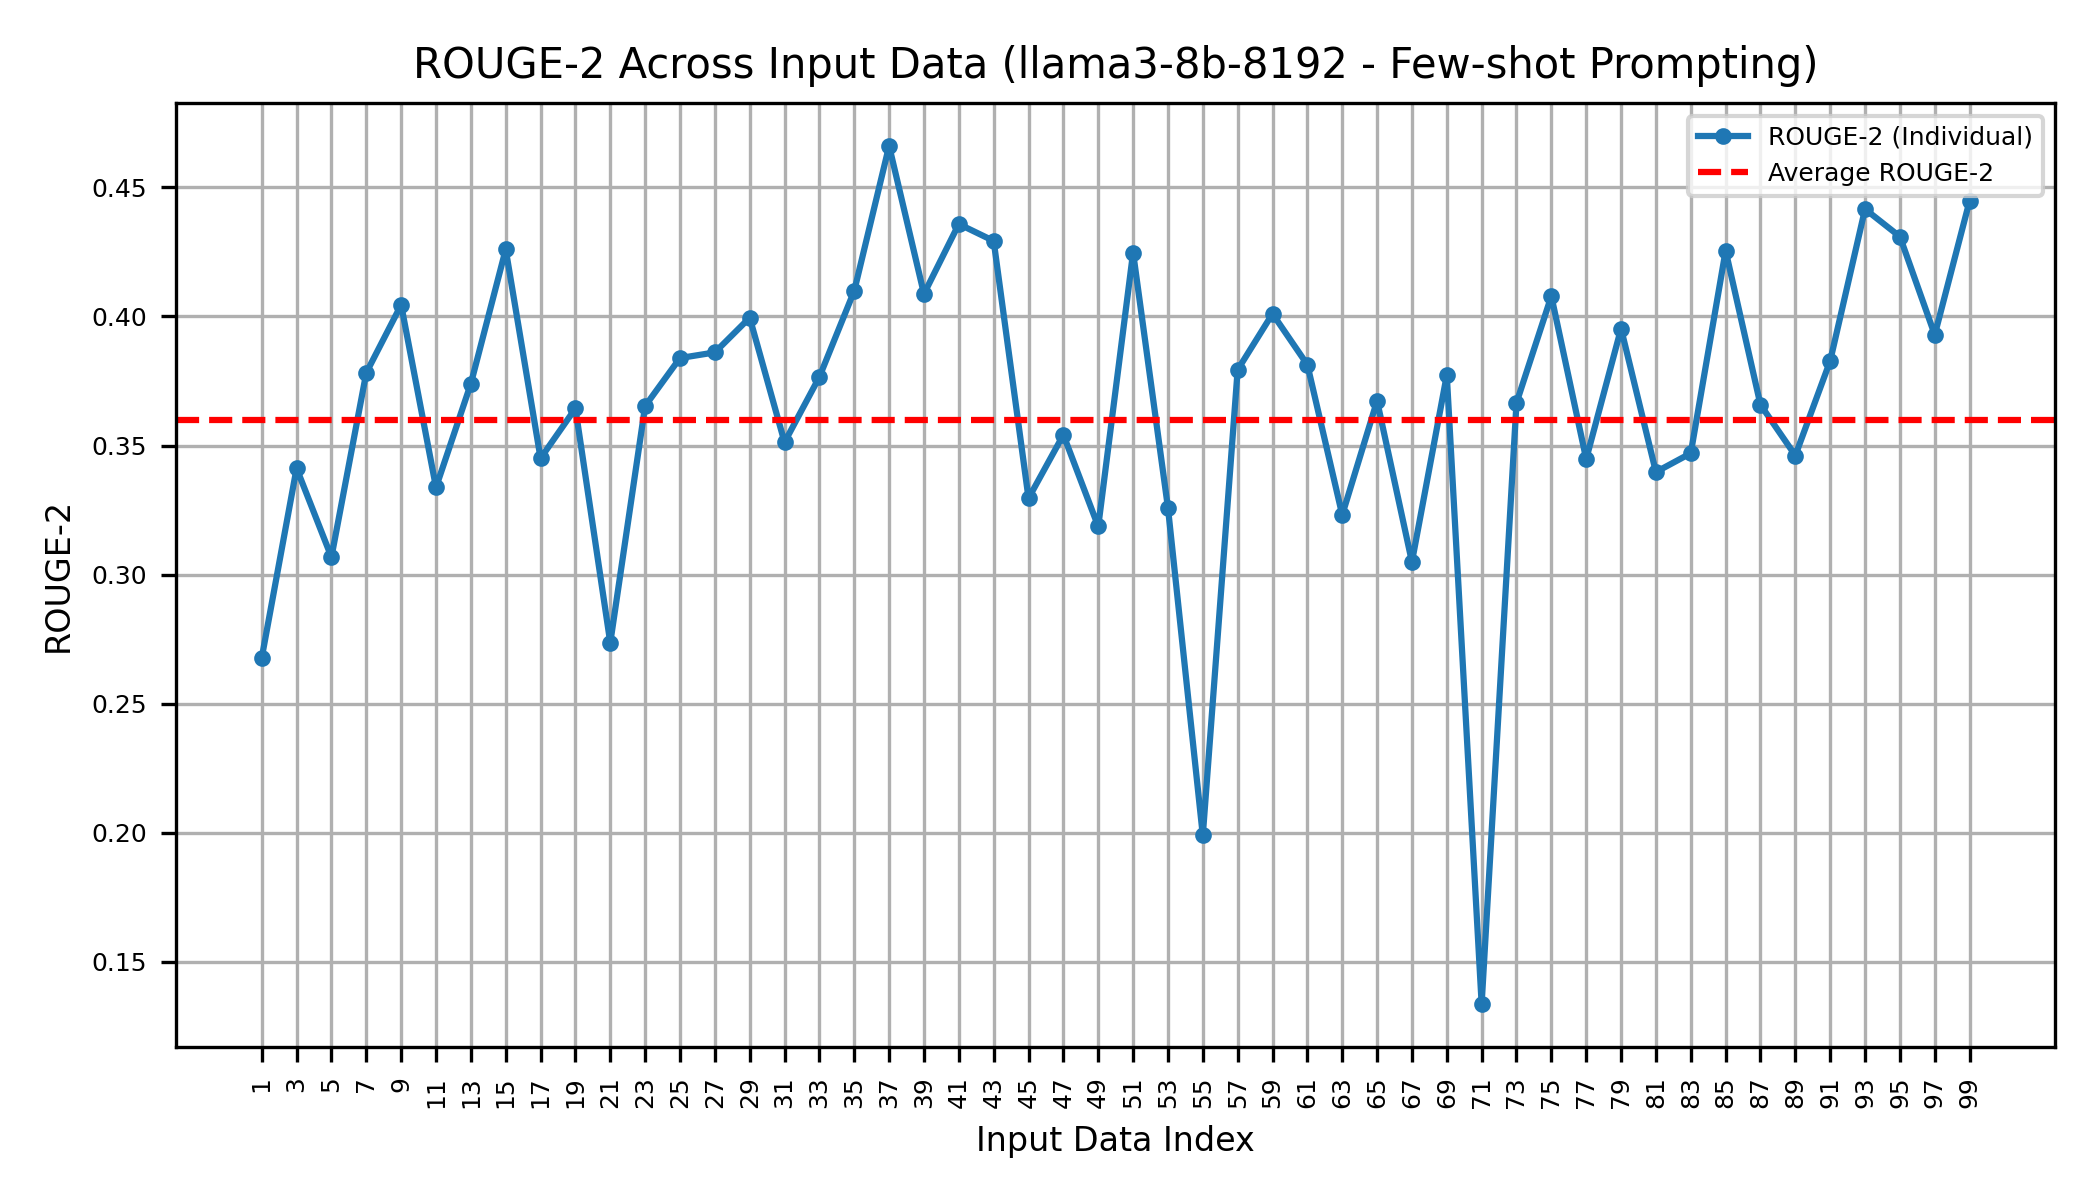 ROUGE-2 Across Input Data (llama3-8b-8192 - Few-shot Prompting)
ROUGE-2 (Individual)
Average ROUGE-2
0.45
0.40
0.35
0.30
0.25
0.20
0.15
ROUGE-2
1 3 5 7 9 11 13 15 17 19 21 23 25 27 29 31 33 35 37 39 41 43 45 47 49 51 53 55 57 59 61 63 65 67 69 71 73 75 77 79 81 83 85 87 89 91 93 95 97 99
Input Data Index